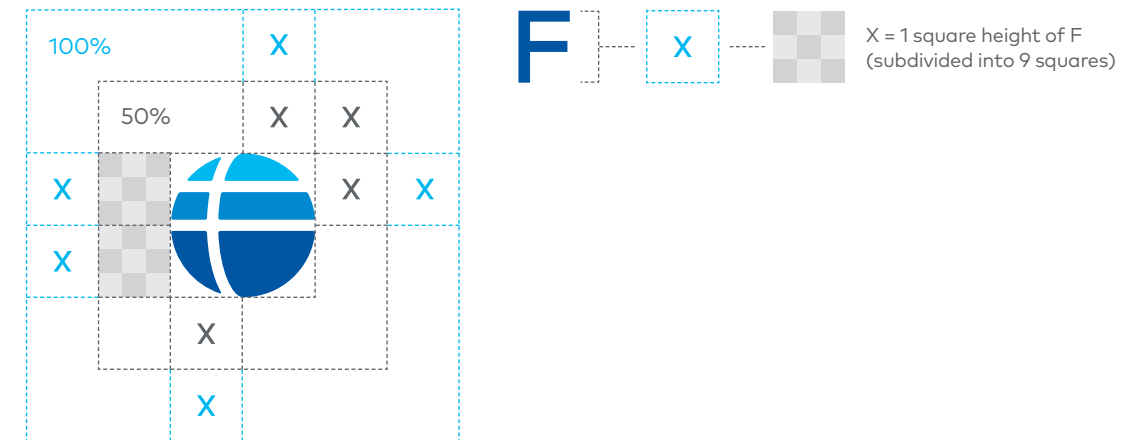 100%
X
F
X
X = 1 square height of F
(subdivided into 9 squares)
50%
X
X
X
X
X
X
X
X